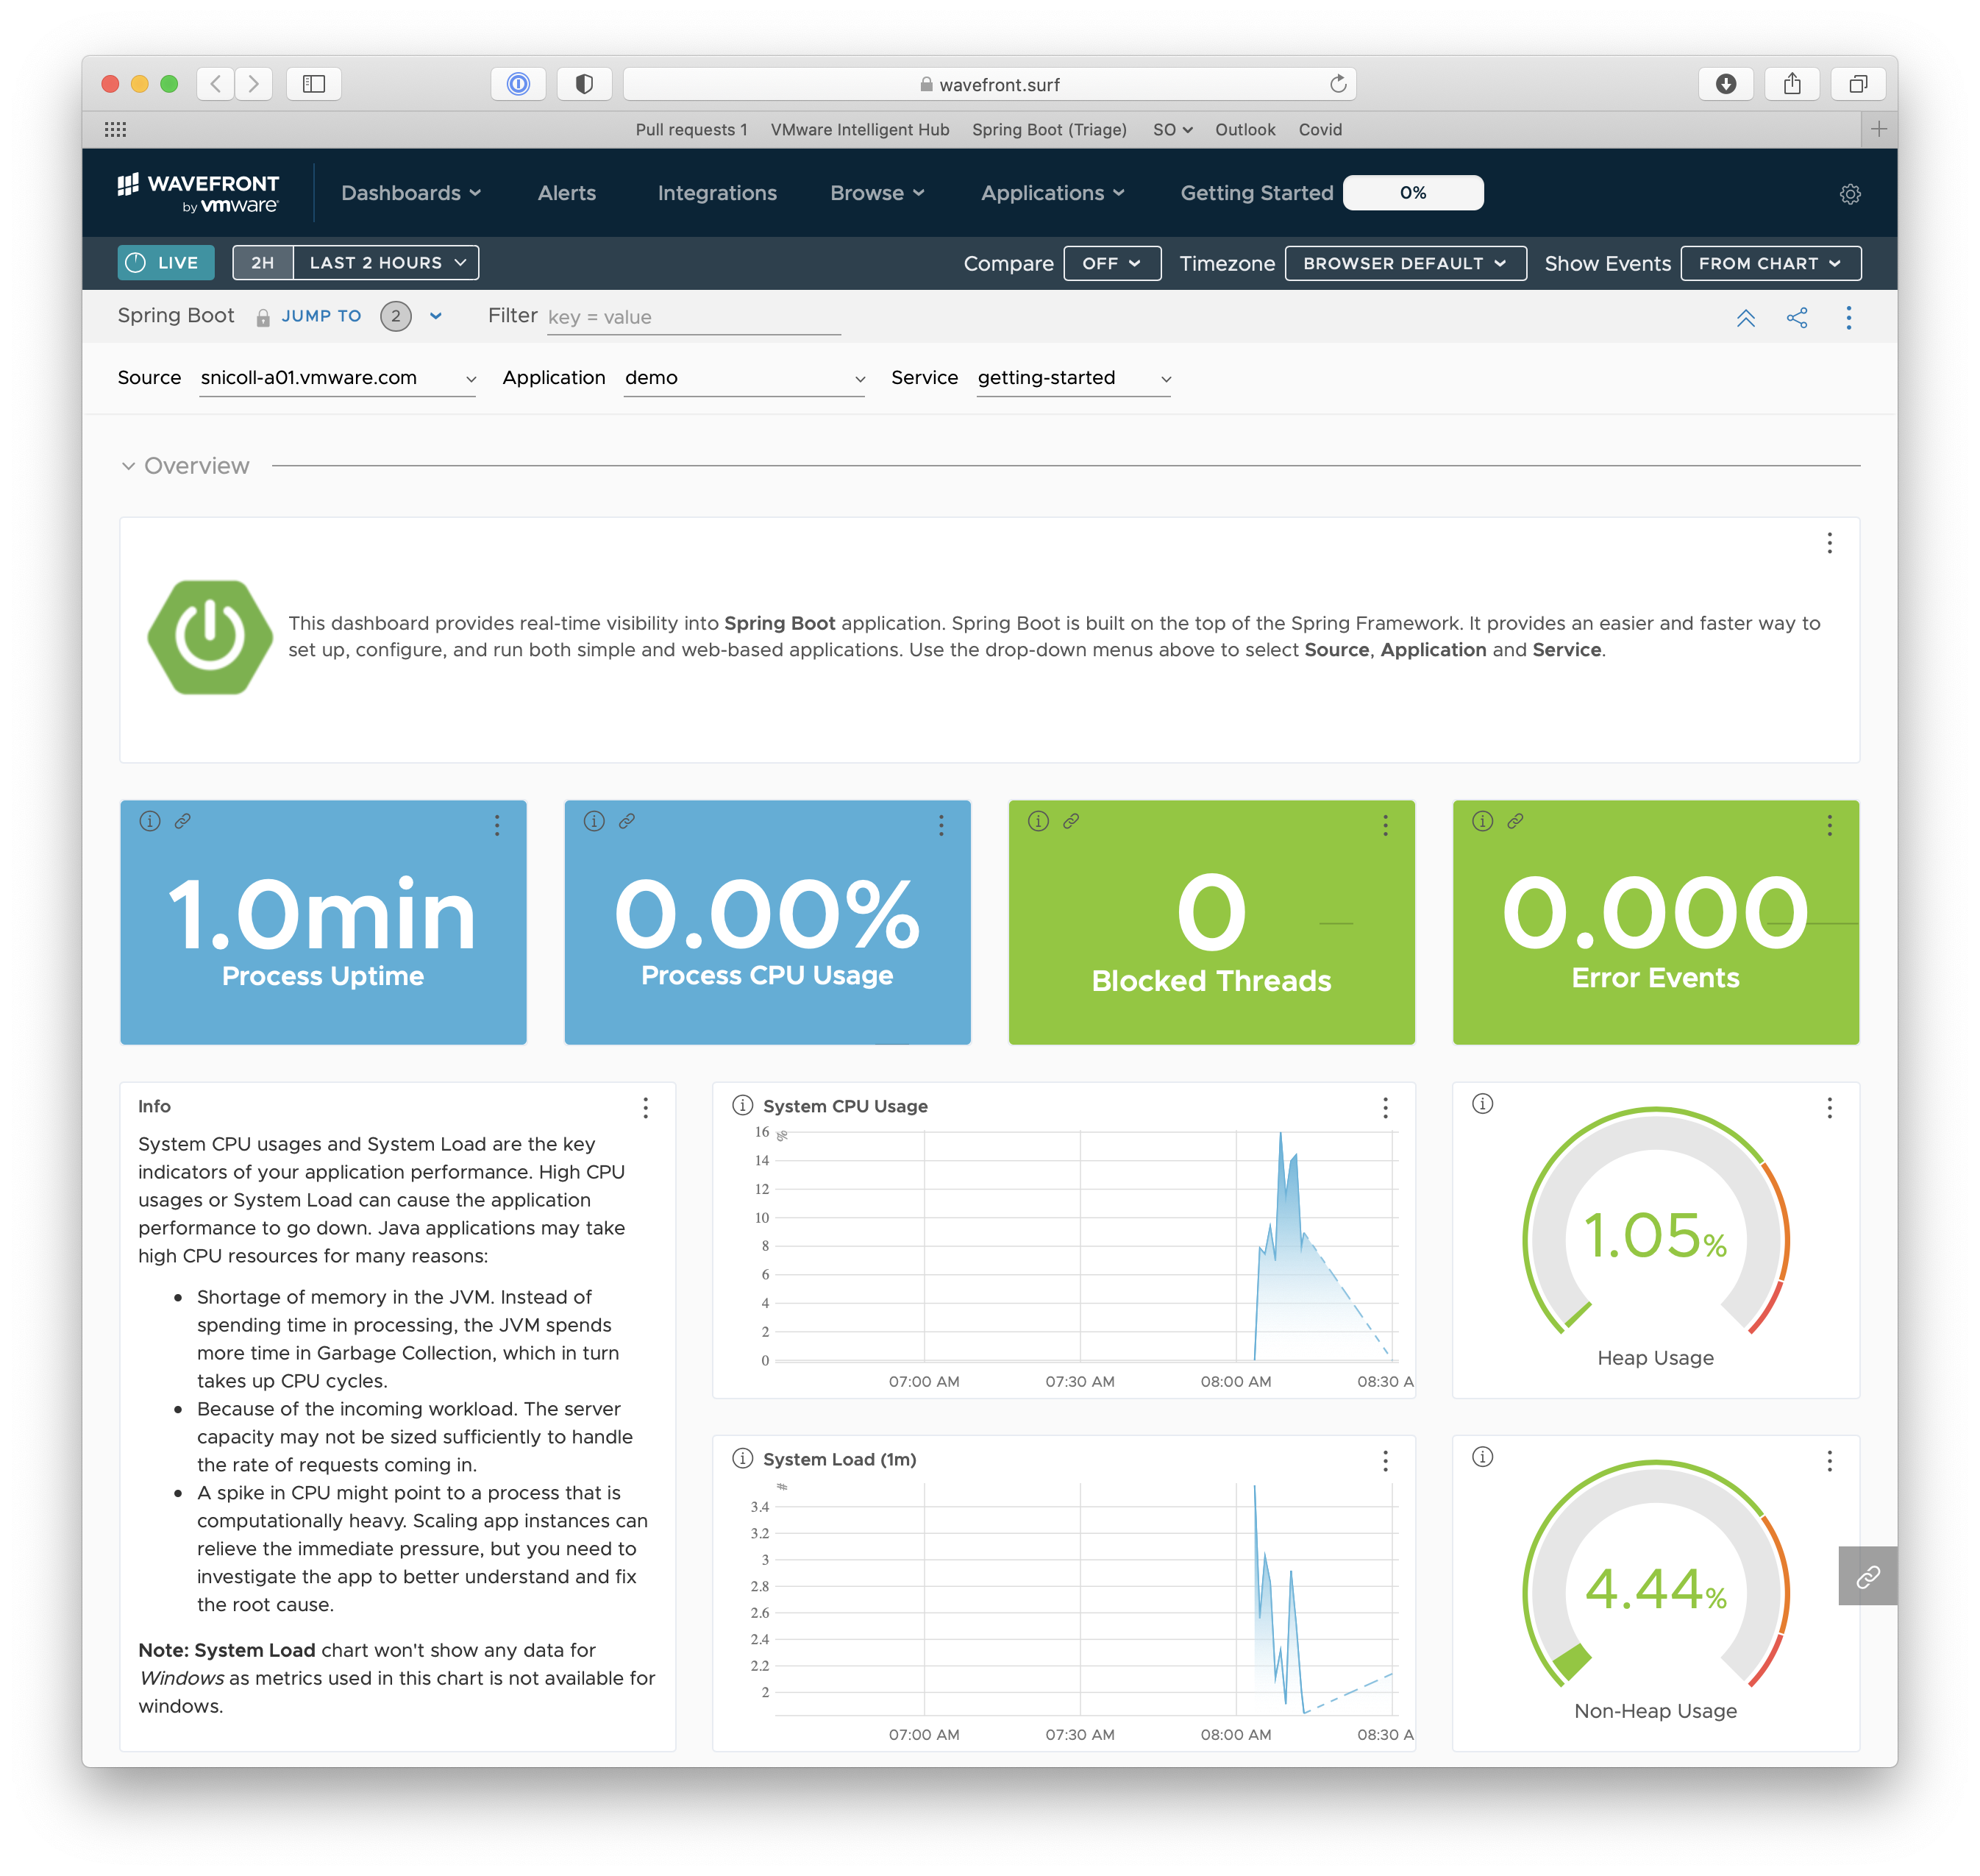 wavefront.surf
Pull requests 1 VMware Intelligent Hub Spring Boot (Triage) SO Outlook Covid
WAVEFRONT
by vmware
Dashboards Alerts Integrations Browse Applications Getting Started 0%
LIVE 2H LAST 2 HOURS Compare OFF Timezone BROWSER DEFAULT Show Events FROM CHART
Spring Boot JUMP TO 2 Filter key = value
Source snicoll-a01.vmware.com Application demo Service getting-started
Overview
This dashboard provides real-time visibility into Spring Boot application. Spring Boot is built on the top of the Spring Framework. It provides an easier and faster way to
set up, configure, and run both simple and web-based applications. Use the drop-down menus above to select Source, Application and Service.
1.0min
Process Uptime
0.00%
Process CPU Usage
0
Blocked Threads
0.000
Error Events
Info
System CPU usages and System Load are the key
indicators of your application performance. High CPU
usages or System Load can cause the application
performance to go down. Java applications may take
high CPU resources for many reasons:
• Shortage of memory in the JVM. Instead of
spending time in processing, the JVM spends
more time in Garbage Collection, which in turn
takes up CPU cycles.
• Because of the incoming workload. The server
capacity may not be sized sufficiently to handle
the rate of requests coming in.
• A spike in CPU might point to a process that is
computationally heavy. Scaling app instances can
relieve the immediate pressure, but you need to
investigate the app to better understand and fix
the root cause.
Note: System Load chart won't show any data for
Windows as metrics used in this chart is not available for
windows.
System CPU Usage
%
16
14
12
10
8
6
4
2
0
07:00 AM 07:30 AM 08:00 AM 08:30 A
1.05%
Heap Usage
System Load (1m)
#
3.4
3.2
3
2.8
2.6
2.4
2.2
2
07:00 AM 07:30 AM 08:00 AM 08:30 A
4.44%
Non-Heap Usage